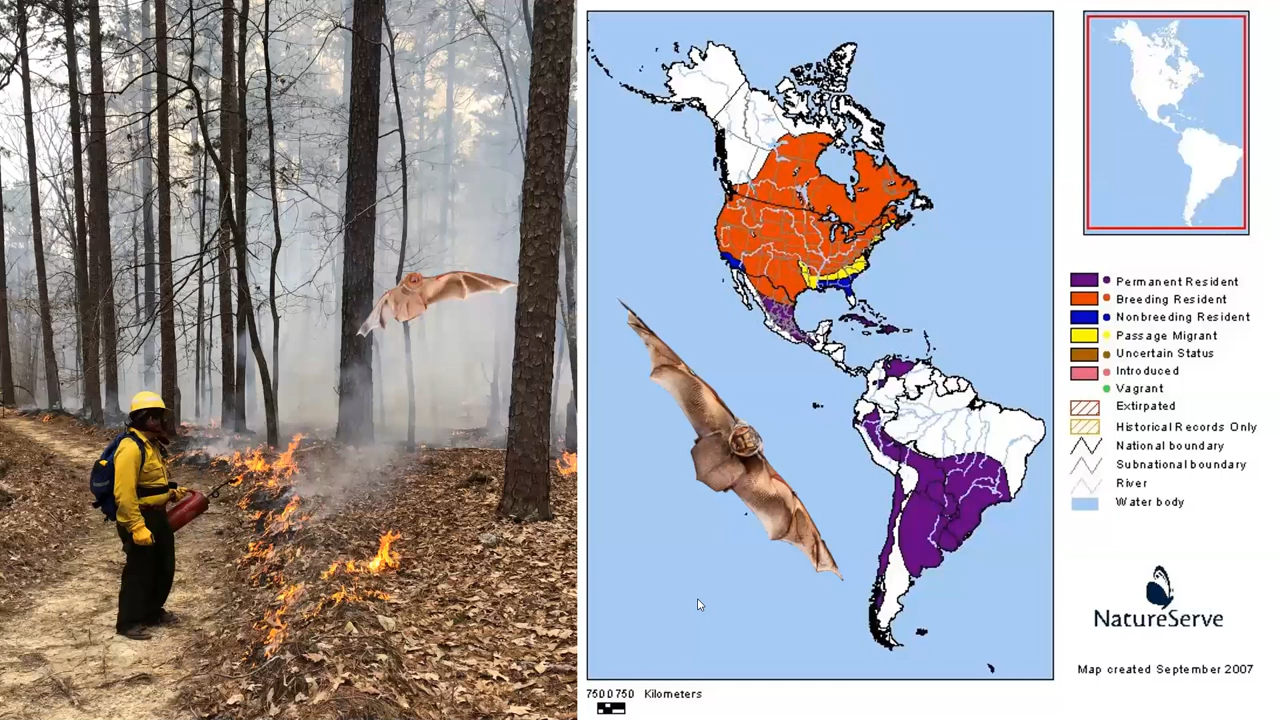 Permanent Resident
Breeding Resident
Nonbreeding Resident
Passage Migrant
Uncertain Status
Introduced
Vagrant
Extirpated
Historical Records Only
National boundary
Subnational boundary
River
Water body
NatureServe
Map created September 2007
750 0 750 Kilometers